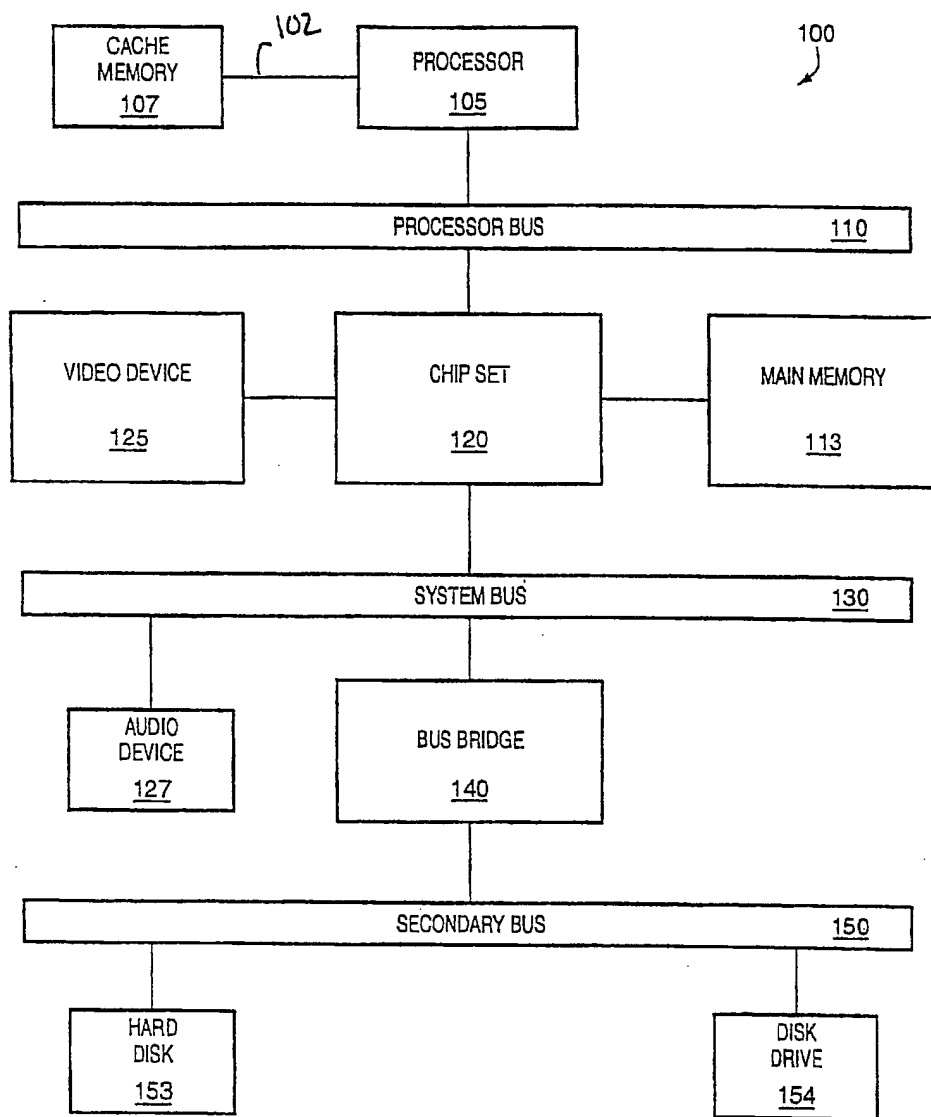 102
100
CACHE
MEMORY
107
PROCESSOR
105
PROCESSOR BUS 110
VIDEO DEVICE
125
CHIP SET
120
MAIN MEMORY
113
SYSTEM BUS 130
AUDIO
DEVICE
127
BUS BRIDGE
140
SECONDARY BUS 150
HARD
DISK
153
DISK
DRIVE
154